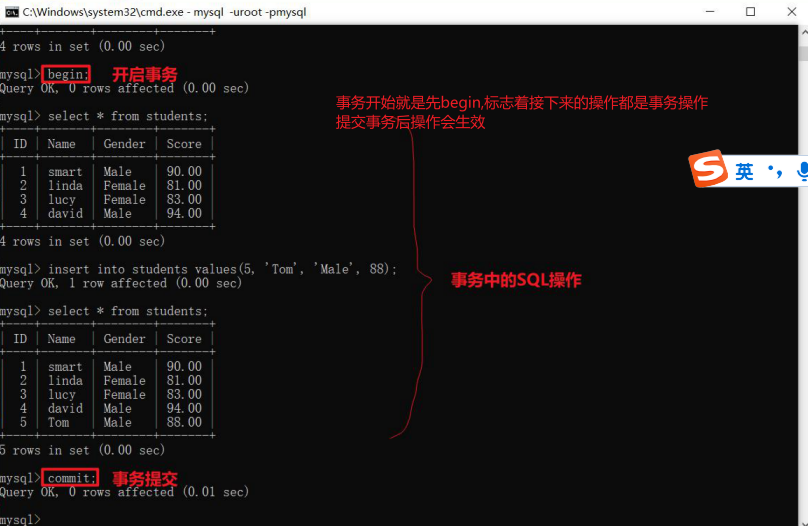 C:\Windows\system32\cmd.exe - mysql -uroot -pmysql
4 rows in set (0.00 sec)
mysql> begin; 开启事务
Query OK, 0 rows affected (0.00 sec)
事务开始就是先begin,标志着接下来的操作都是事务操作
提交事务后操作会生效
mysql> select * from students;
| ID | Name | Gender | Score |
| 1 | smart | Male | 90.00 |
| 2 | linda | Female | 81.00 |
| 3 | lucy | Female | 83.00 |
| 4 | david | Male | 94.00 |
英
4 rows in set (0.00 sec)
mysql> insert into students values(5, 'Tom', 'Male', 88);
Query OK, 1 row affected (0.00 sec)
事务中的SQL操作
mysql> select * from students;
| ID | Name | Gender | Score |
| 1 | smart | Male | 90.00 |
| 2 | linda | Female | 81.00 |
| 3 | lucy | Female | 83.00 |
| 4 | david | Male | 94.00 |
| 5 | Tom | Male | 88.00 |
5 rows in set (0.00 sec)
mysql> commit; 事务提交
Query OK, 0 rows affected (0.01 sec)
mysql>